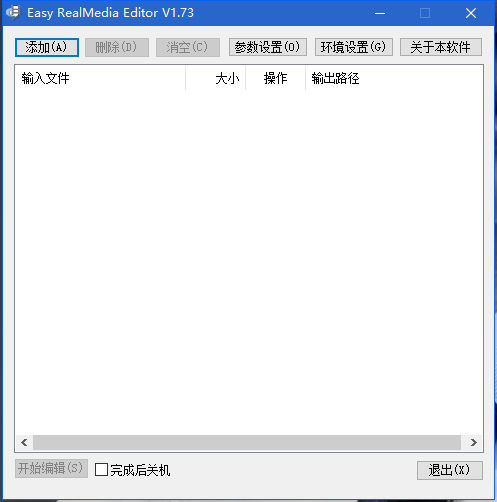 Easy RealMedia Editor V1.73
添加(A) 删除(D) 清空(C) 参数设置(O) 环境设置(G) 关于本软件
输入文件 大小 操作 输出路径
开始编辑(S) 完成后关机 退出(X)